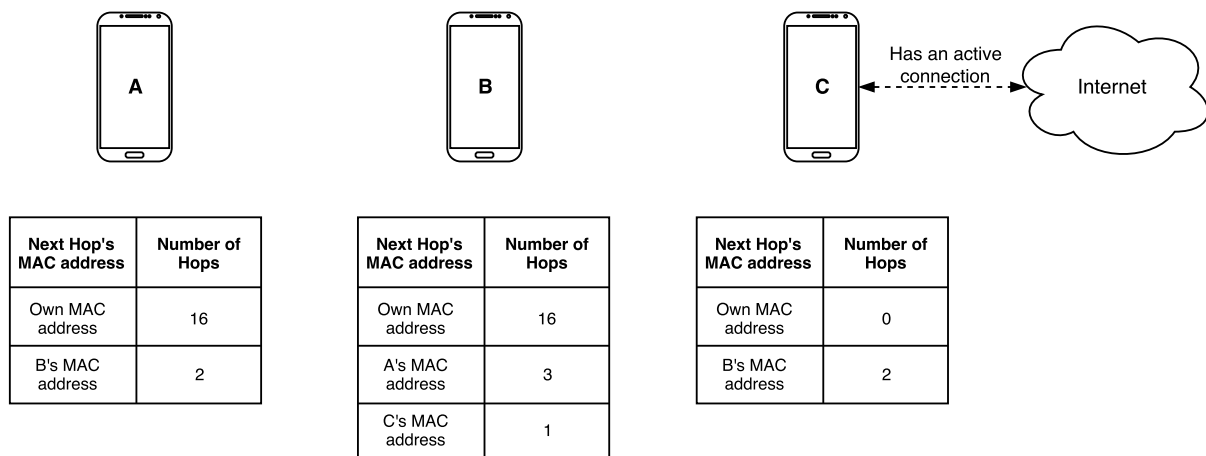 A
B
C
Has an active
connection
Internet
Next Hop's
MAC address
Number of
Hops
Own MAC
address
16
B's MAC
address
2
Next Hop's
MAC address
Number of
Hops
Own MAC
address
16
A's MAC
address
3
C's MAC
address
1
Next Hop's
MAC address
Number of
Hops
Own MAC
address
0
B's MAC
address
2